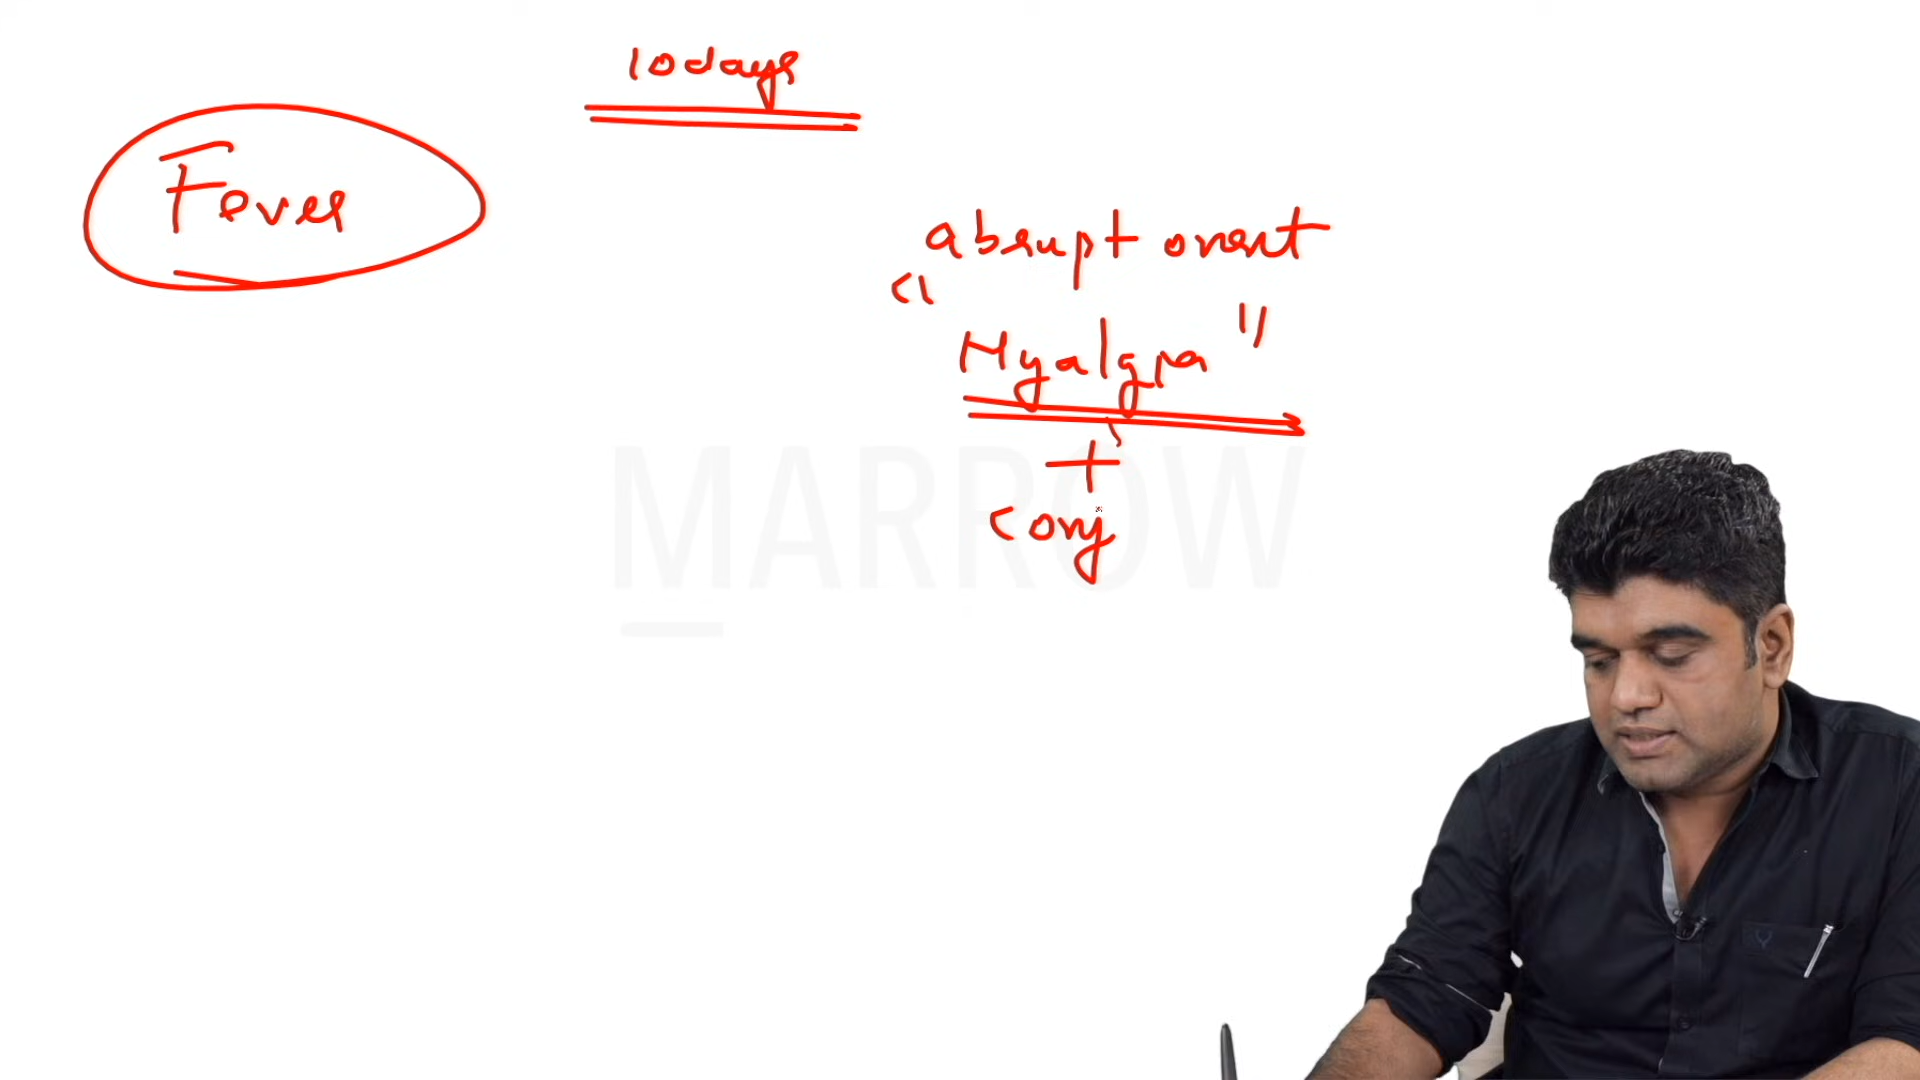 10days
Fever
abrupt onset
"
Myalgia "
+
conj
MARROW